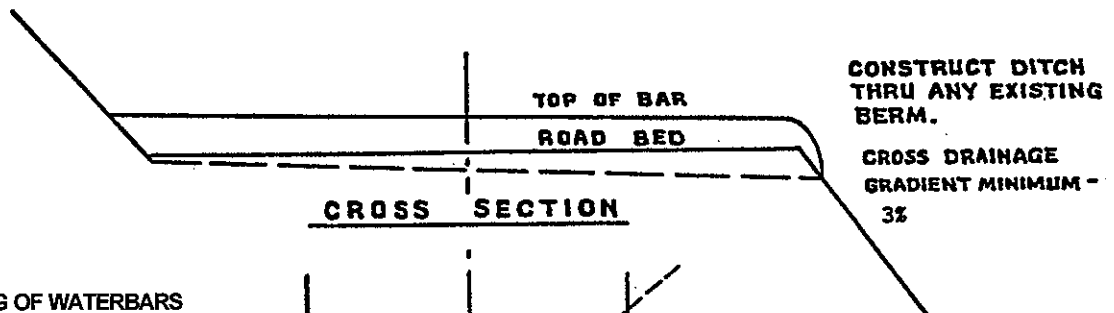 TOP OF BAR
ROAD BED
CONSTRUCT DITCH
THRU ANY EXISTING
BERM.
CROSS DRAINAGE
GRADIENT MINIMUM -
3%
CROSS SECTION
OF WATERBARS